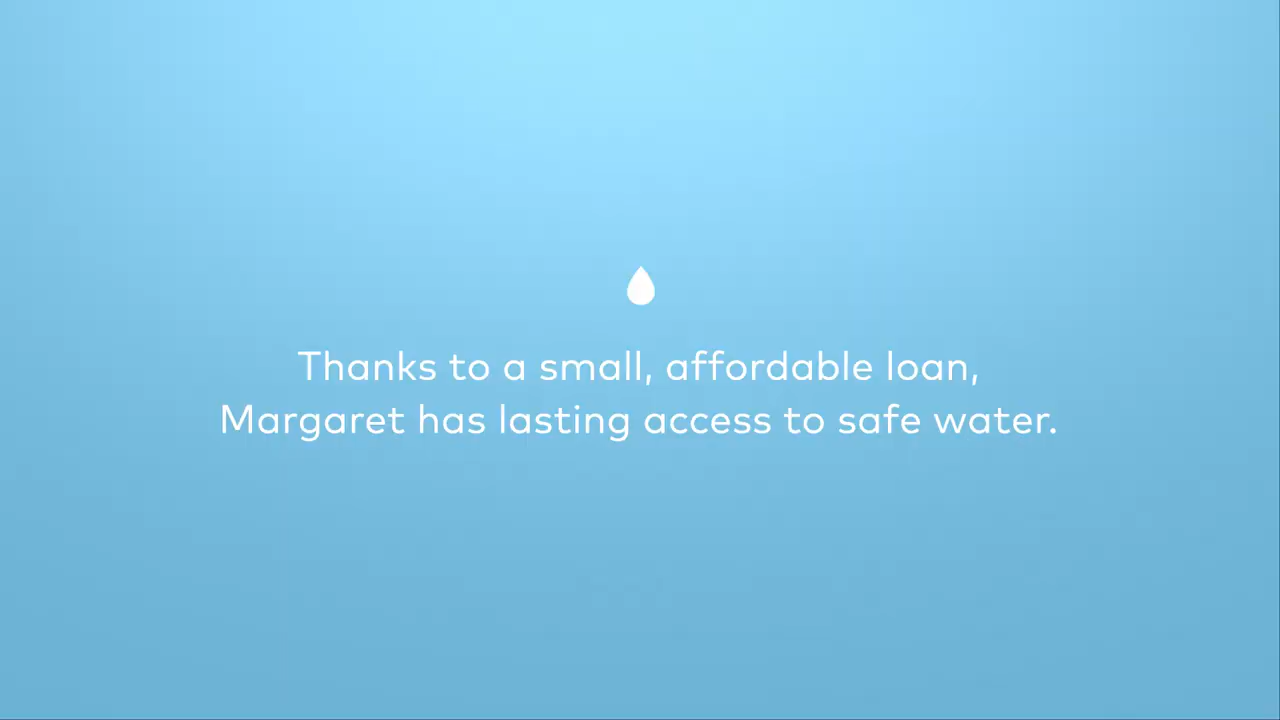 Thanks to a small, affordable loan,
Margaret has lasting access to safe water.